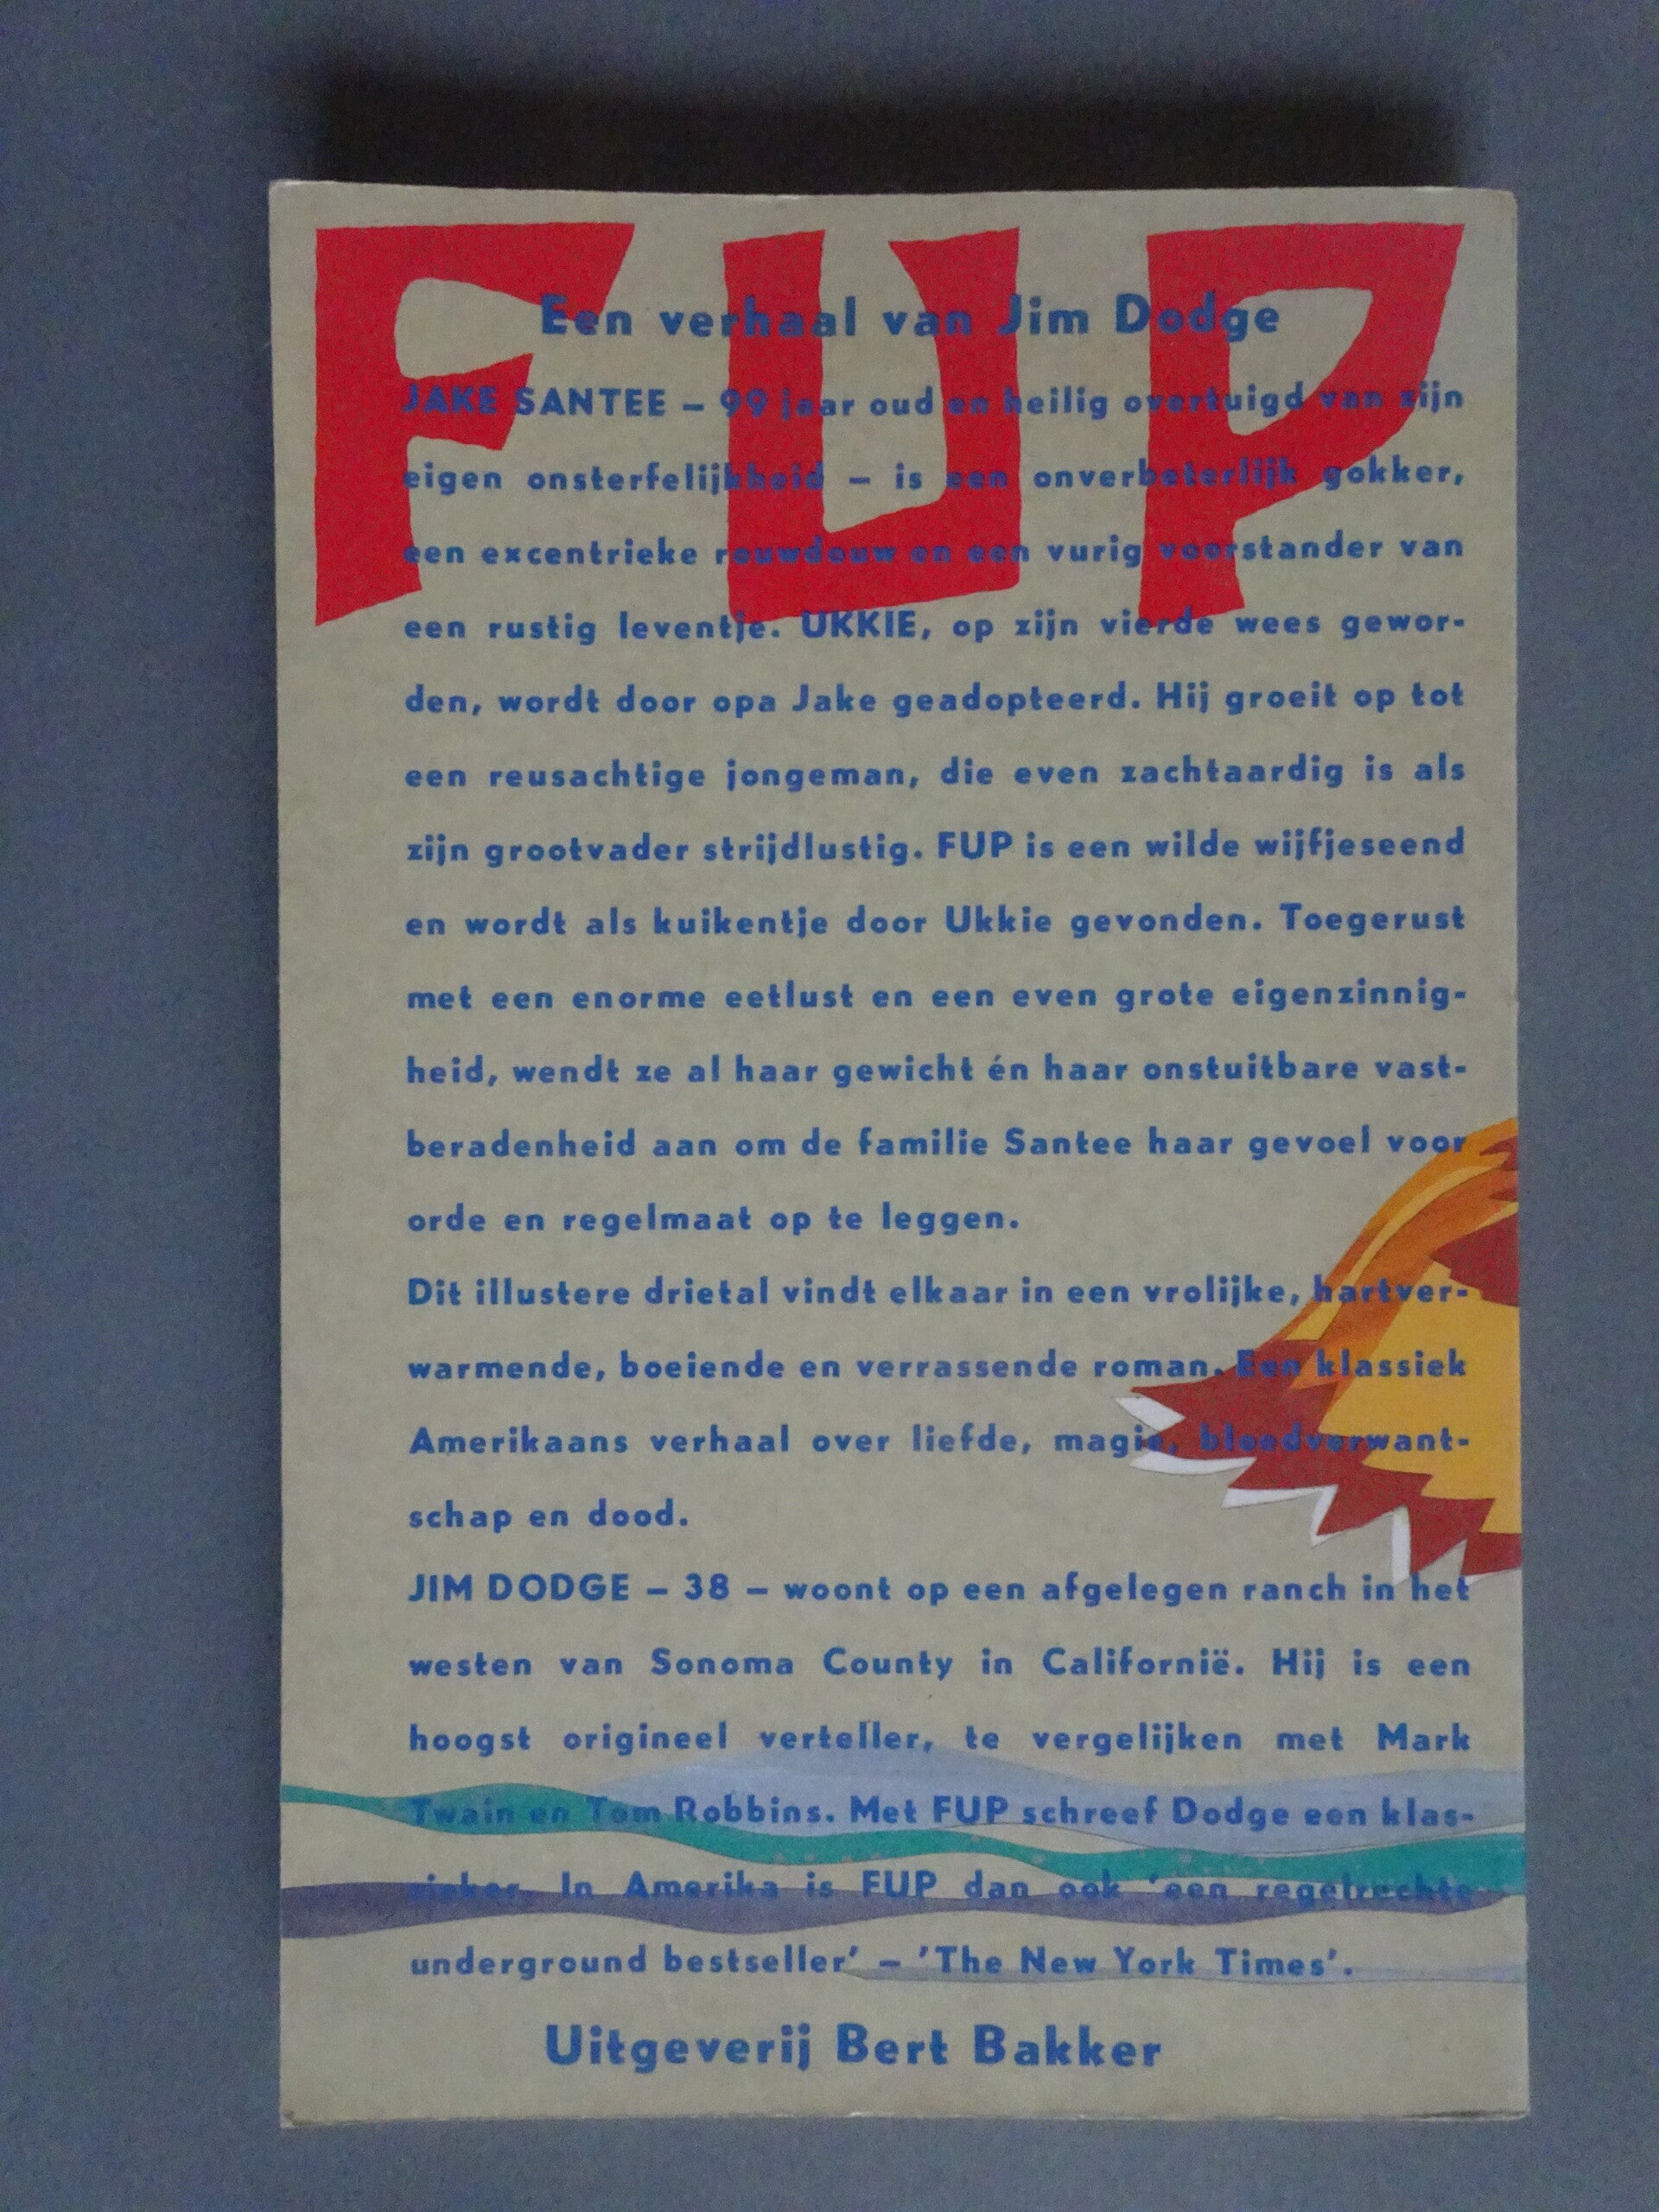 FUP
Een verhaal van Jim Dodge
JAKE SANTEE – 99 jaar oud en heilig overtuigd van zijn
eigen onsterfelijkheid – is een onverbeterlijk gokker,
een excentrieke rouwdouw en een vurig voorstander van
een rustig leventje. UKKIE, op zijn vierde wees gewor-
den, wordt door opa Jake geadopteerd. Hij groeit op tot
een reusachtige jongeman, die even zachtaardig is als
zijn grootvader strijdlustig. FUP is een wilde wijfjeseend
en wordt als kuikentje door Ukkie gevonden. Toegerust
met een enorme eetlust en een even grote eigenzinnig-
heid, wendt ze al haar gewicht én haar onstuitbare vast-
beradenheid aan om de familie Santee haar gevoel voor
orde en regelmaat op te leggen.
Dit illustere drietal vindt elkaar in een vrolijke, hartver-
warmende, boeiende en verrassende roman. Een klassiek
Amerikaans verhaal over liefde, magie, bloedverwant-
schap en dood.
JIM DODGE – 38 – woont op een afgelegen ranch in het
westen van Sonoma County in Californië. Hij is een
hoogst origineel verteller, te vergelijken met Mark
Twain en Tom Robbins. Met FUP schreef Dodge een klas-
sieker. In Amerika is FUP dan ook 'een regelrechte
underground bestseller' – 'The New York Times'.
Uitgeverij Bert Bakker